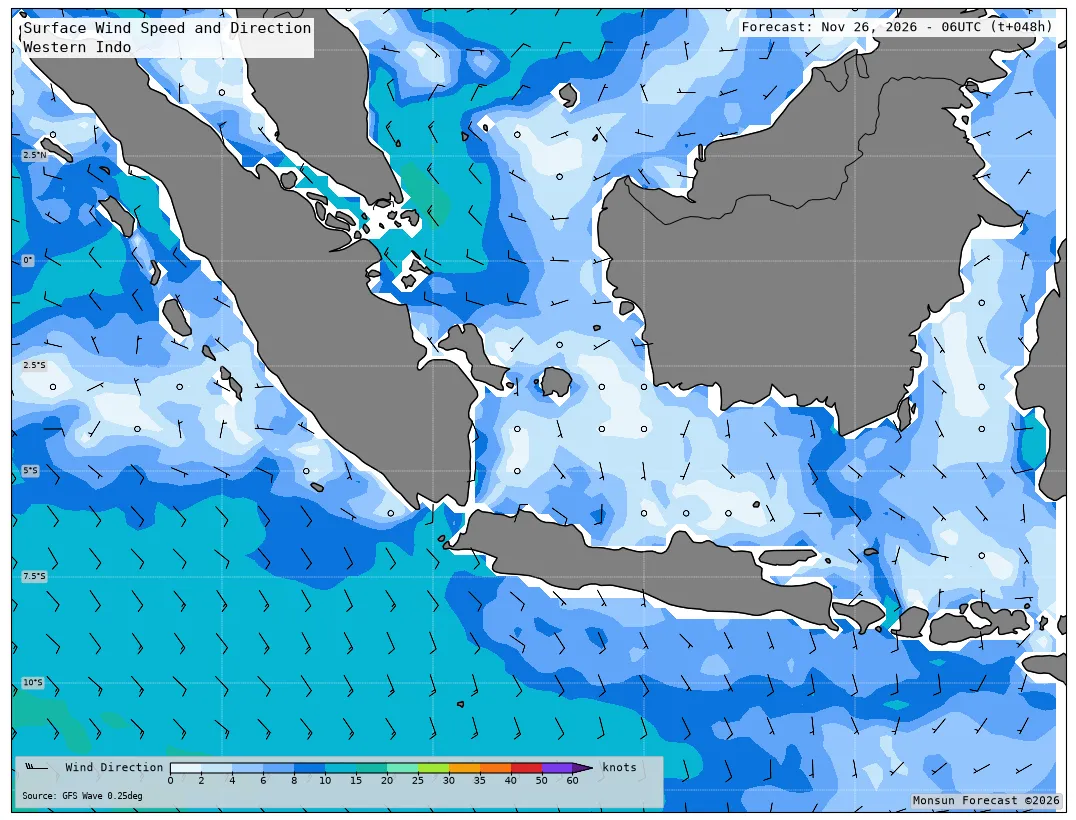 Surface Wind Speed and Direction
Western Indo
Forecast: Nov 26, 2026 - 06UTC (t+048h)
2.5°N
0°
2.5°S
5°S
7.5°S
10°S
Wind Direction
0 2 4 6 8 10 15 20 25 30 35 40 50 60
knots
Source: GFS Wave 0.25deg
Monsun Forecast ©2026